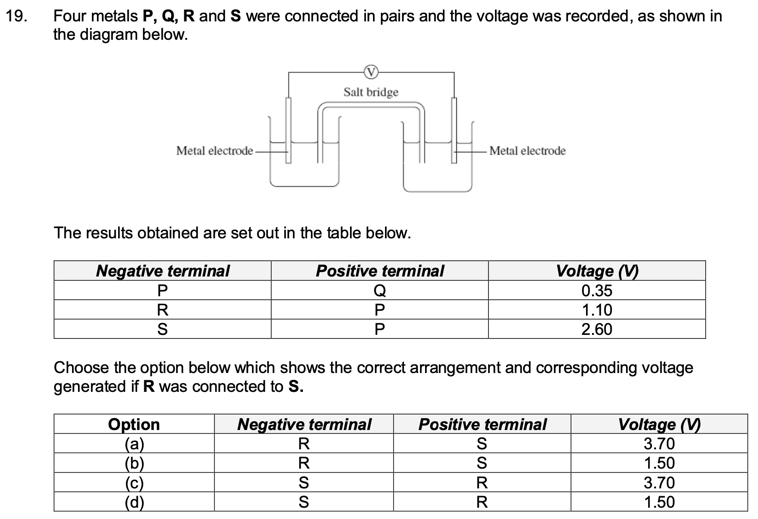 19. Four metals P, Q, R and S were connected in pairs and the voltage was recorded, as shown in
the diagram below.
V
Salt bridge
Metal electrode
Metal electrode
The results obtained are set out in the table below.
Negative terminal Positive terminal Voltage (V)
P Q 0.35
R P 1.10
S P 2.60
Choose the option below which shows the correct arrangement and corresponding voltage
generated if R was connected to S.
Option Negative terminal Positive terminal Voltage (V)
(a) R S 3.70
(b) R S 1.50
(c) S R 3.70
(d) S R 1.50